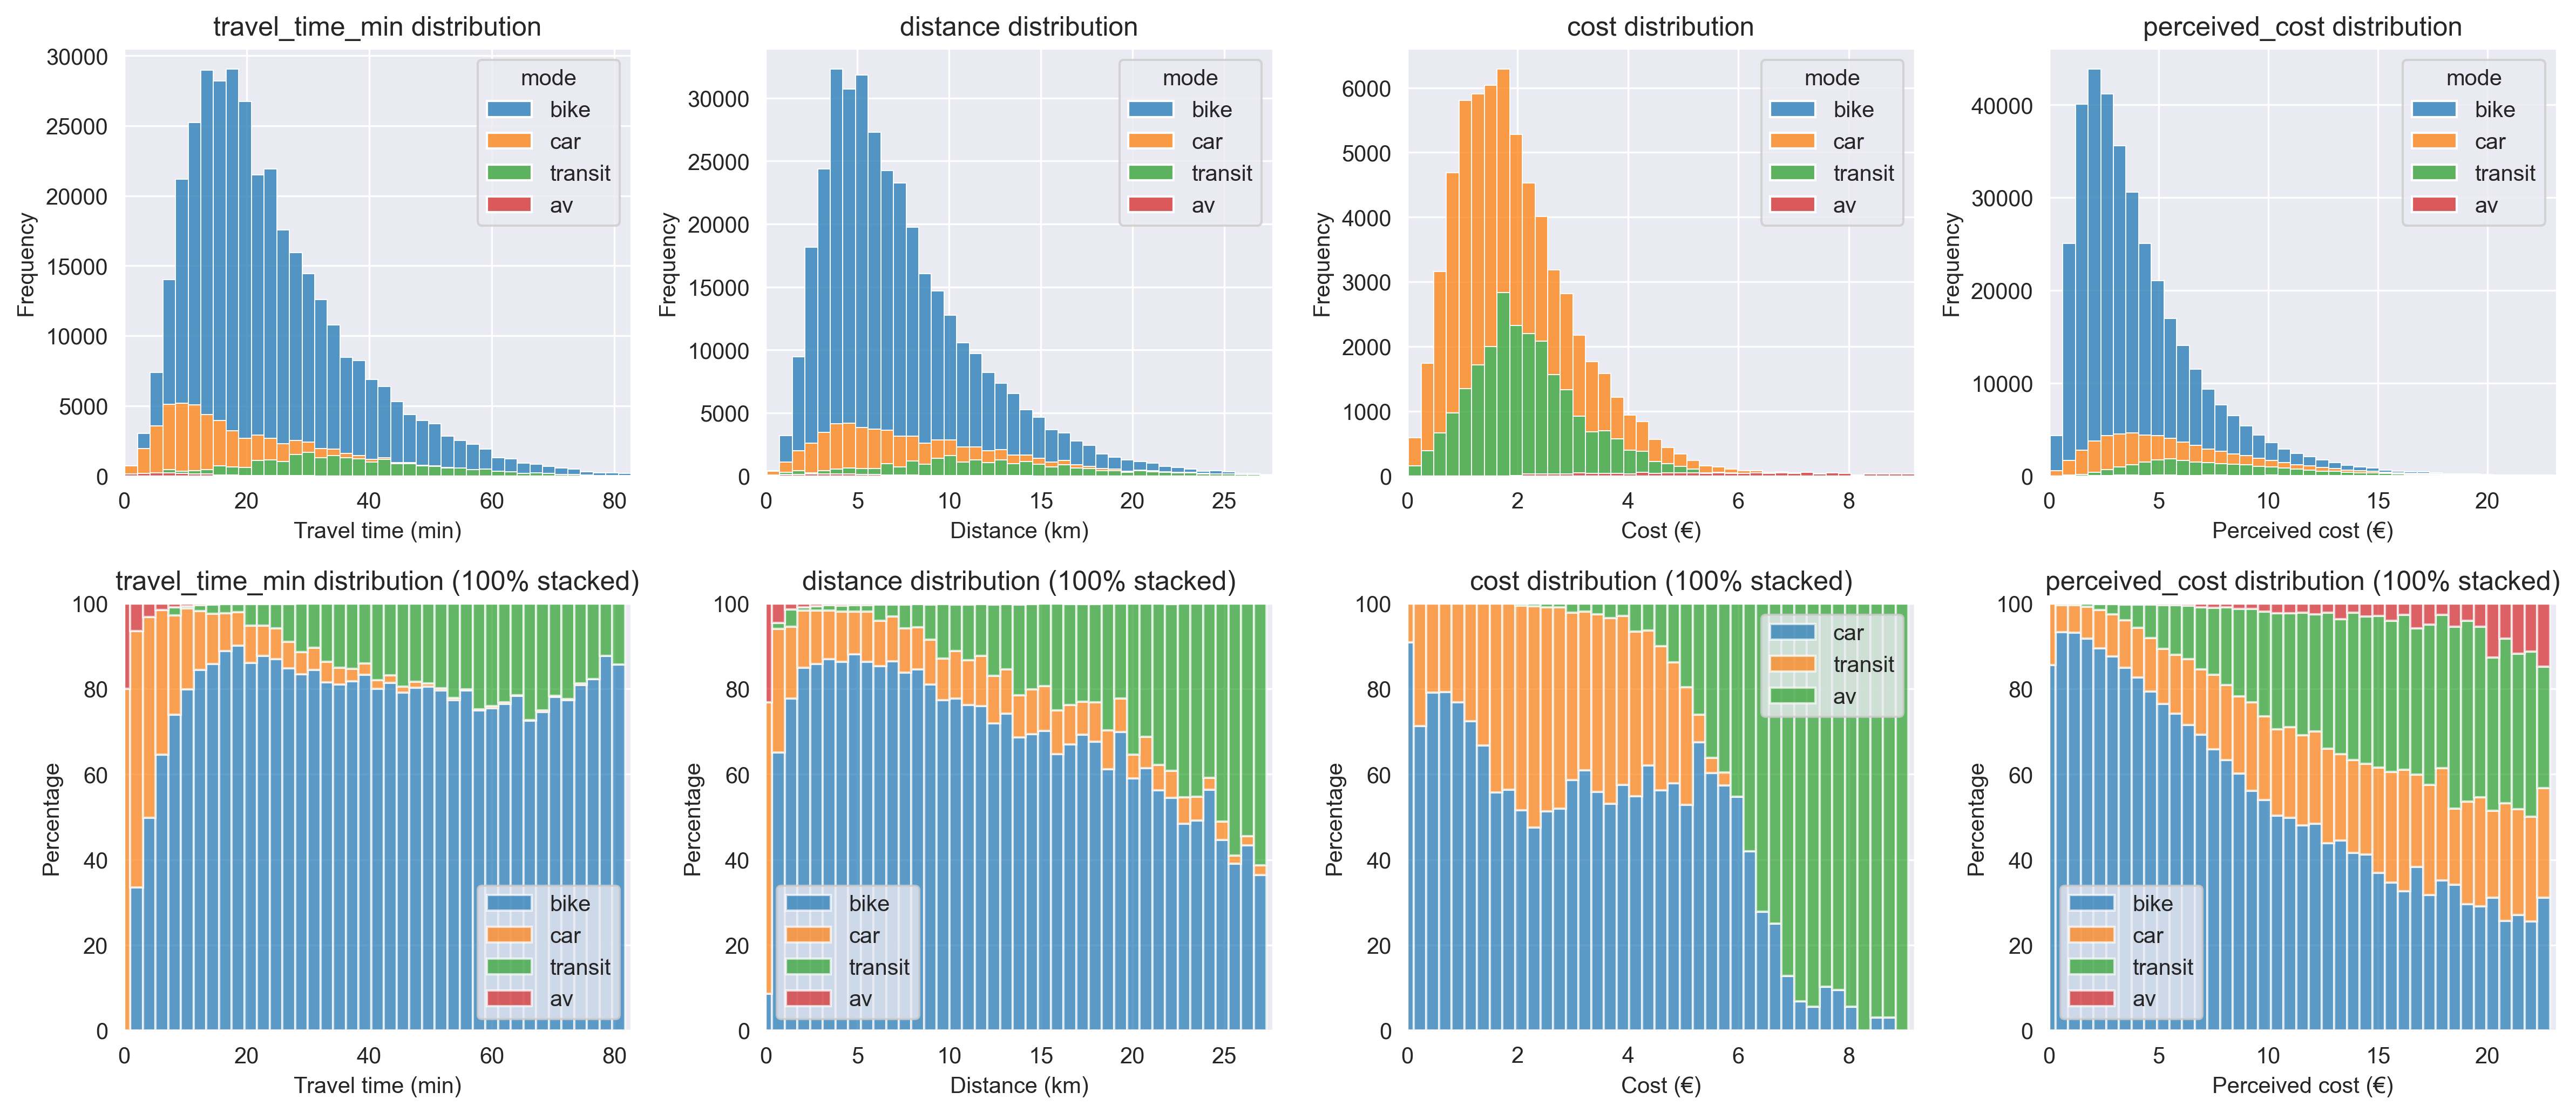 travel_time_min distribution
30000
25000
20000
15000
10000
5000
0
Frequency
0 20 40 60 80
Travel time (min)
mode
bike
car
transit
av
distance distribution
30000
25000
20000
15000
10000
5000
0
Frequency
0 5 10 15 20 25
Distance (km)
mode
bike
car
transit
av
cost distribution
6000
5000
4000
3000
2000
1000
0
Frequency
0 2 4 6 8
Cost (€)
mode
bike
car
transit
av
perceived_cost distribution
40000
30000
20000
10000
0
Frequency
0 5 10 15 20
Perceived cost (€)
mode
bike
car
transit
av
travel_time_min distribution (100% stacked)
100
80
60
40
20
0
Percentage
0 20 40 60 80
Travel time (min)
bike
car
transit
av
distance distribution (100% stacked)
100
80
60
40
20
0
Percentage
0 5 10 15 20 25
Distance (km)
bike
car
transit
av
cost distribution (100% stacked)
100
80
60
40
20
0
Percentage
0 2 4 6 8
Cost (€)
car
transit
av
perceived_cost distribution (100% stacked)
100
80
60
40
20
0
Percentage
0 5 10 15 20
Perceived cost (€)
bike
car
transit
av